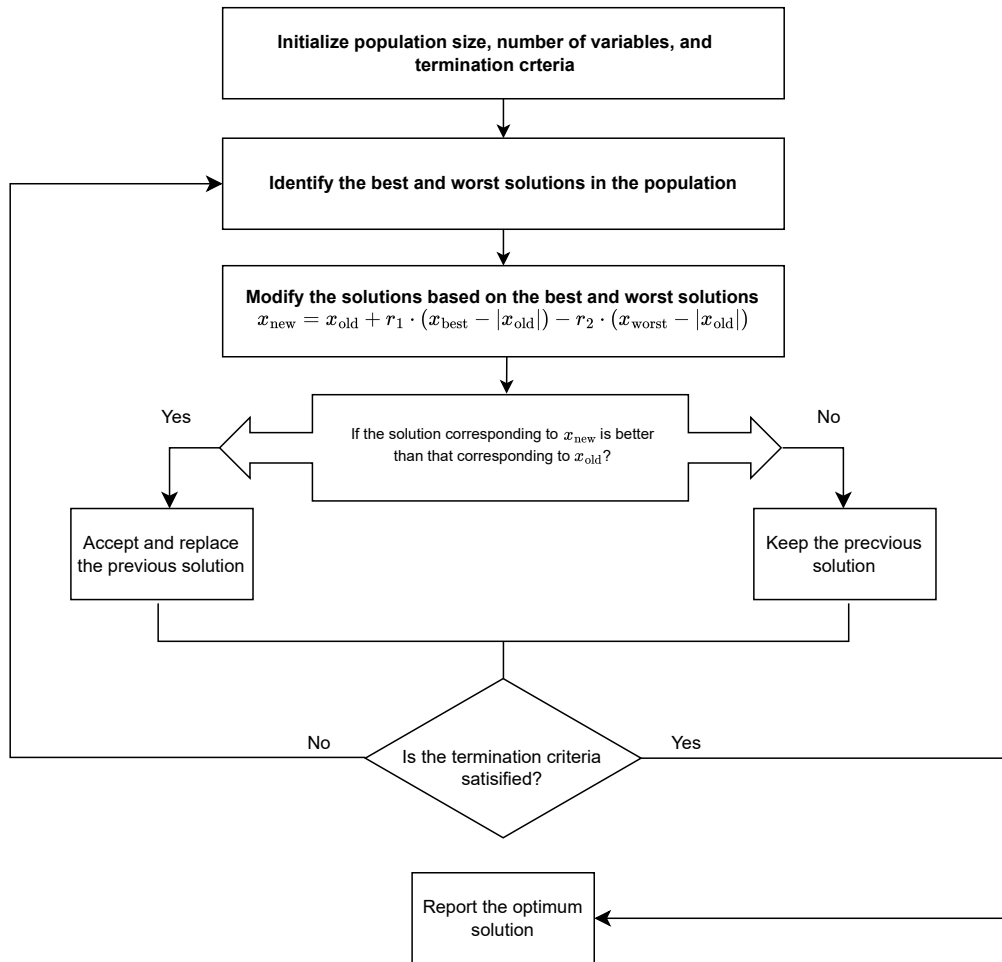 Initialize population size, number of variables, and
termination crteria
Identify the best and worst solutions in the population
Modify the solutions based on the best and worst solutions
x_new = x_old + r_1 · (x_best − |x_old|) − r_2 · (x_worst − |x_old|)
Yes
No
If the solution corresponding to x_new is better
than that corresponding to x_old?
Accept and replace
the previous solution
Keep the precvious
solution
No
Yes
Is the termination criteria
satisified?
Report the optimum
solution